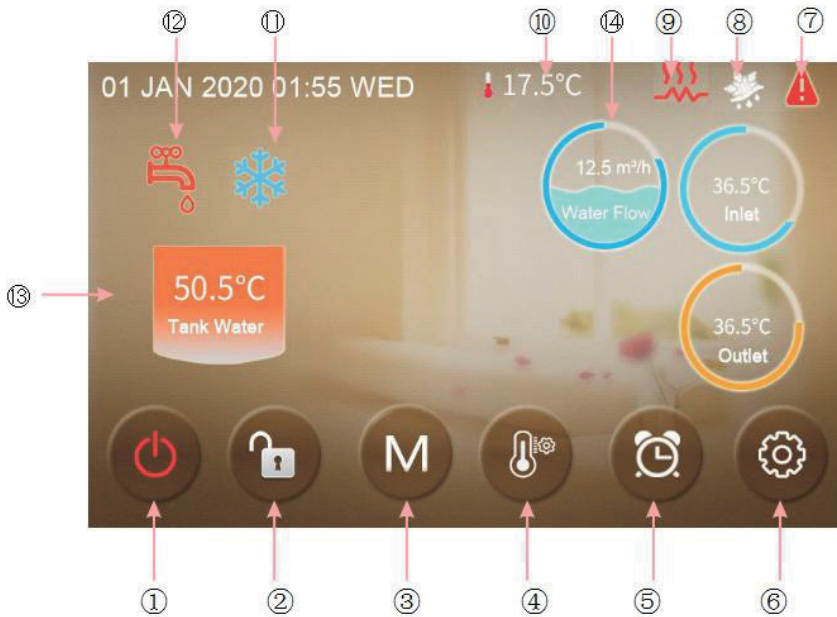 ⑫ ⑪ ⑩ ⑭ ⑨ ⑧ ⑦
01 JAN 2020 01:55 WED 17.5°C
12.5 m³/h
Water Flow
36.5°C
Inlet
⑬
50.5°C
Tank Water
36.5°C
Outlet
M
① ② ③ ④ ⑤ ⑥